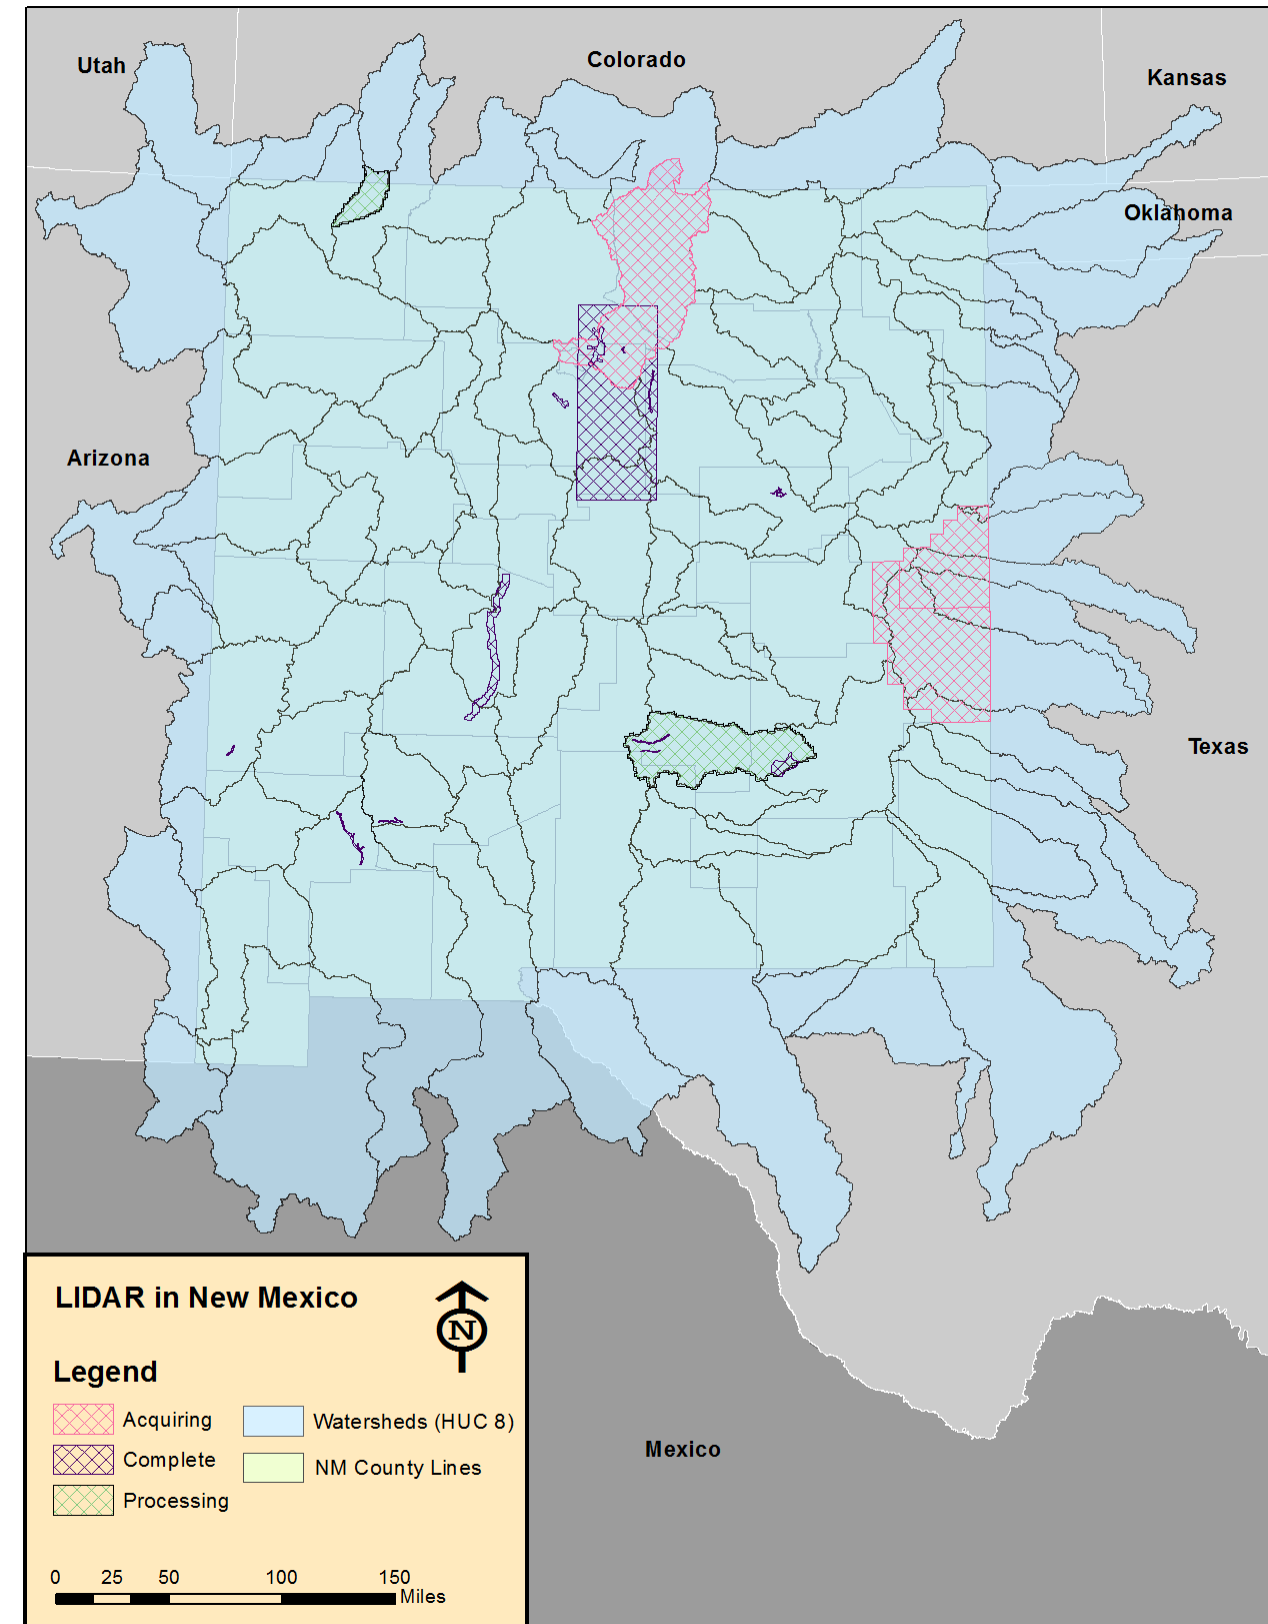 Utah
Colorado
Kansas
Oklahoma
Arizona
Texas
Mexico
LIDAR in New Mexico
N
Legend
Acquiring
Watersheds (HUC 8)
Complete
NM County Lines
Processing
0 25 50 100 150
Miles